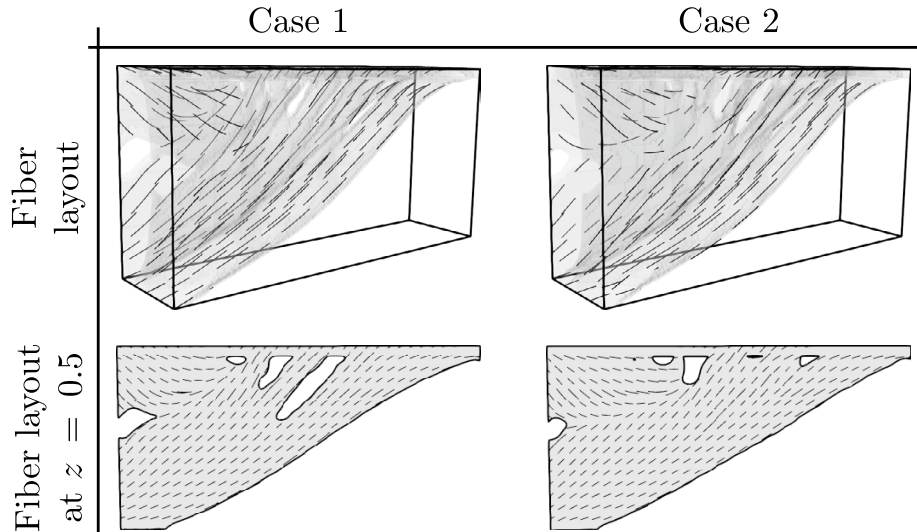 Case 1
Case 2
Fiber
layout
Fiber layout
at z = 0.5